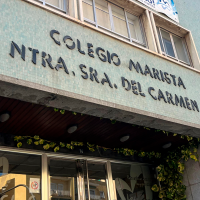 COLEGIO MARISTA
NTRA. SRA. DEL CARMEN